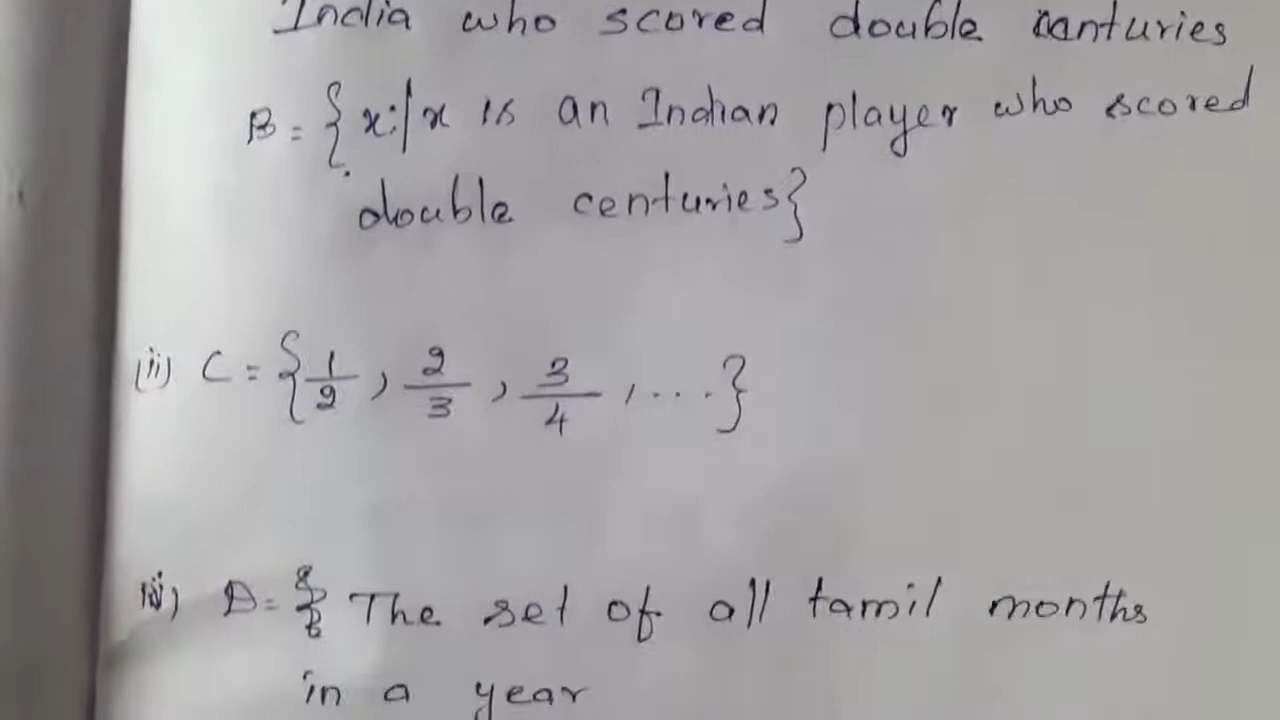 India who scored double centuries
B = { x:/x is an Indian player who scored
double centuries}
(ii) C = {1/2, 2/3, 3/4, ....}
iii) D = { The set of all tamil months
in a year